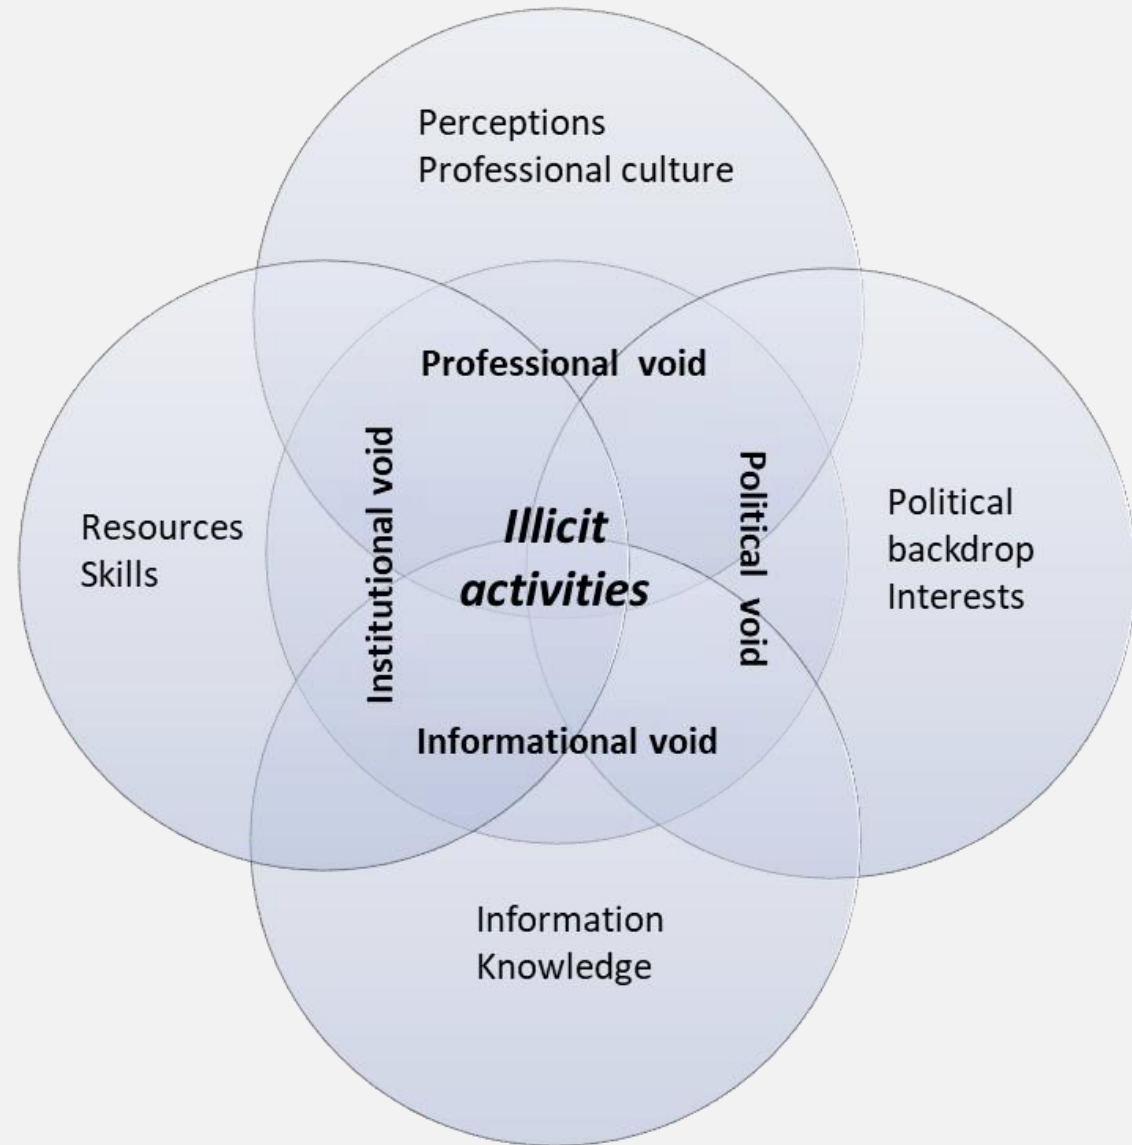 Perceptions
Professional culture
Professional void
Institutional void
Political void
Resources
Skills
Illicit
activities
Political
backdrop
Interests
Informational void
Information
Knowledge